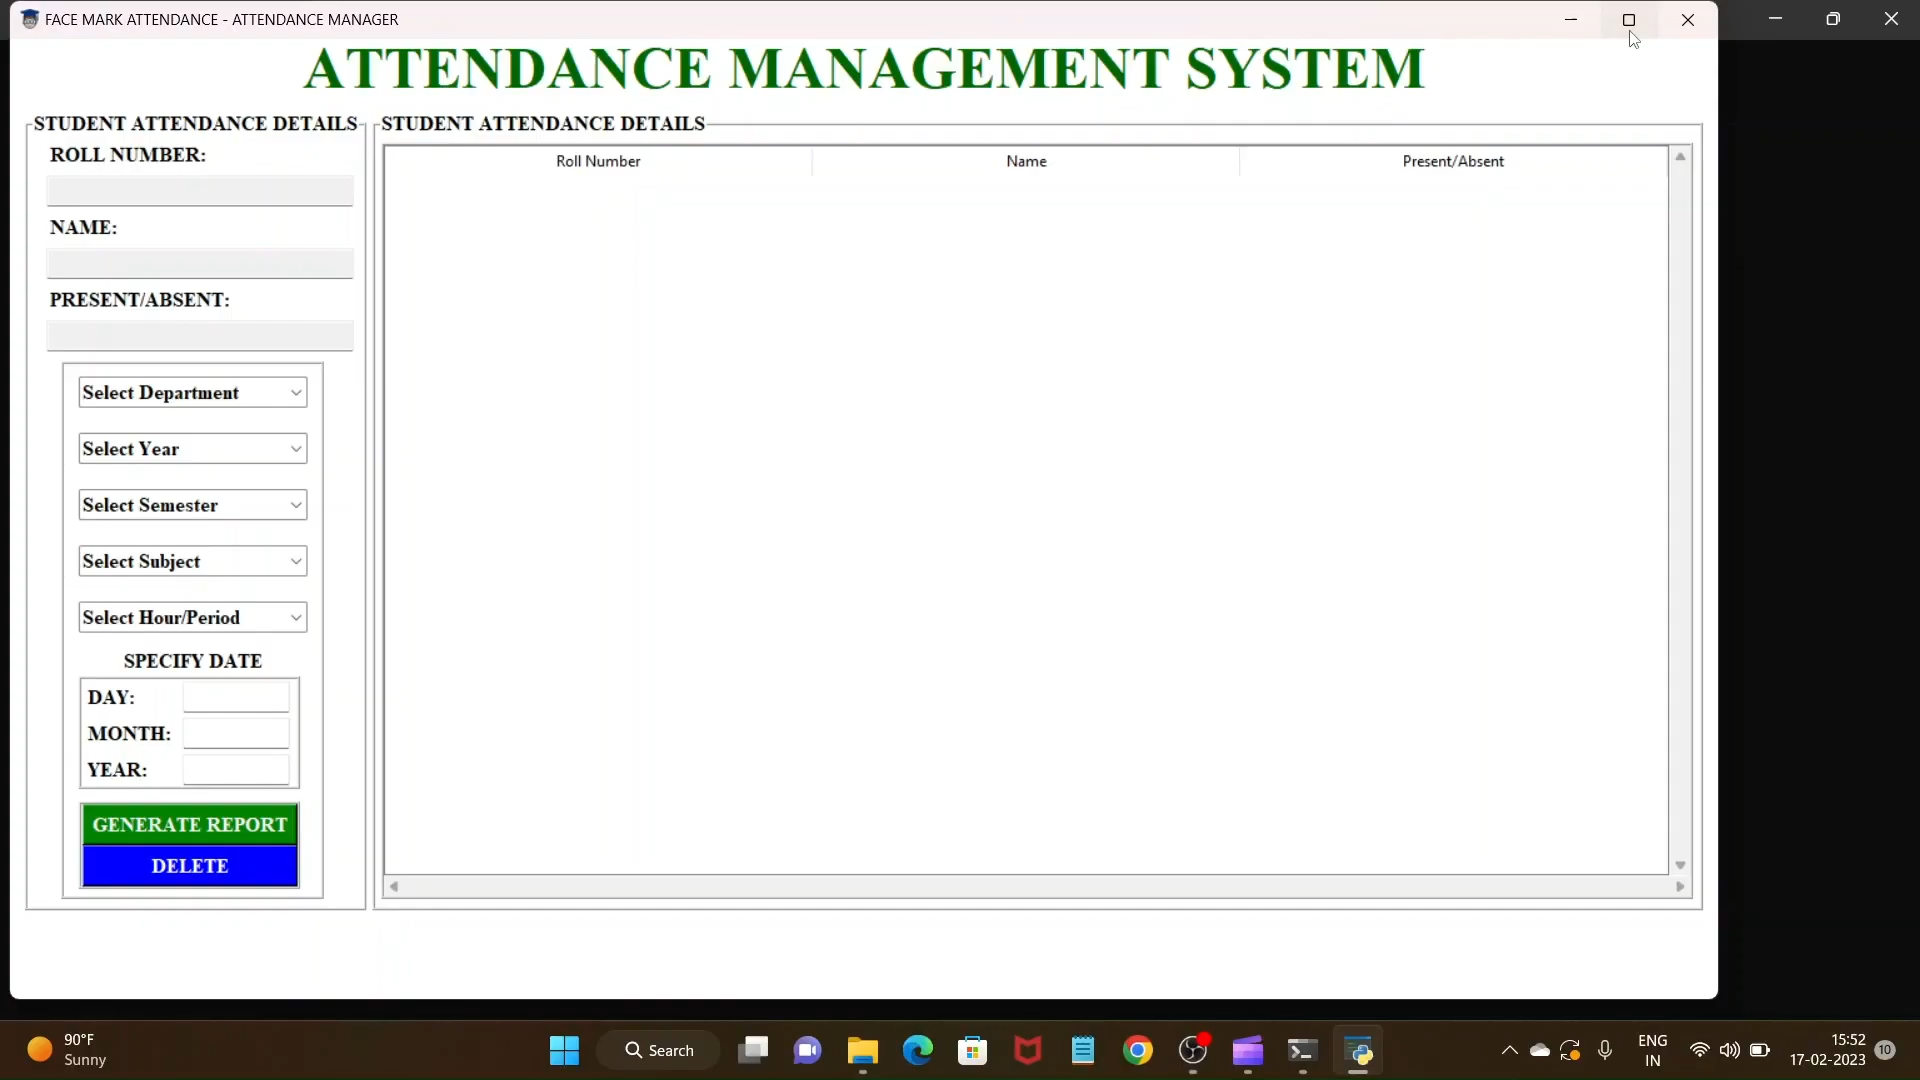 FACE MARK ATTENDANCE - ATTENDANCE MANAGER
ATTENDANCE MANAGEMENT SYSTEM
STUDENT ATTENDANCE DETAILS
ROLL NUMBER:
NAME:
PRESENT/ABSENT:
Select Department
Select Year
Select Semester
Select Subject
Select Hour/Period
SPECIFY DATE
DAY:
MONTH:
YEAR:
GENERATE REPORT
DELETE
STUDENT ATTENDANCE DETAILS
Roll Number Name Present/Absent
90°F
Sunny
Search
ENG
IN
15:52
17-02-2023
10